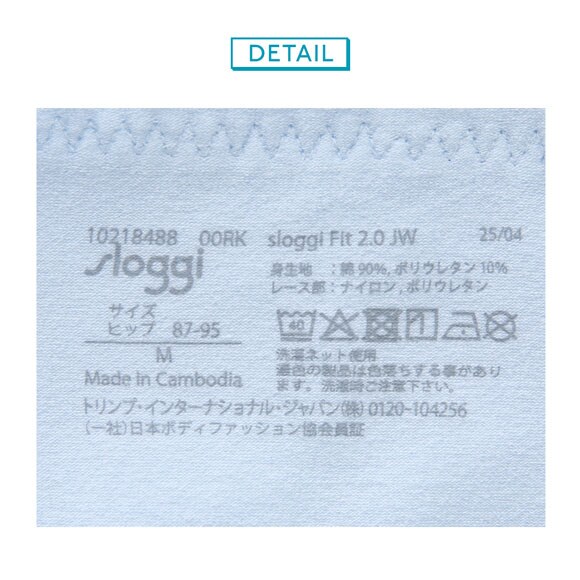 DETAIL
10218488 00RK sloggi Fit 2.0 JW 25/04
sloggi
身生地 : 綿 90%, ポリウレタン 10%
レース部 : ナイロン , ポリウレタン
サイズ
ヒップ 87-95
M
Made in Cambodia
40
洗濯ネット使用
濃色の製品は色落ちする事があり
ます。洗濯時ご注意下さい。
トリンプ・インターナショナル・ジャパン(株) 0120-104256
(一社)日本ボディファッション協会員証